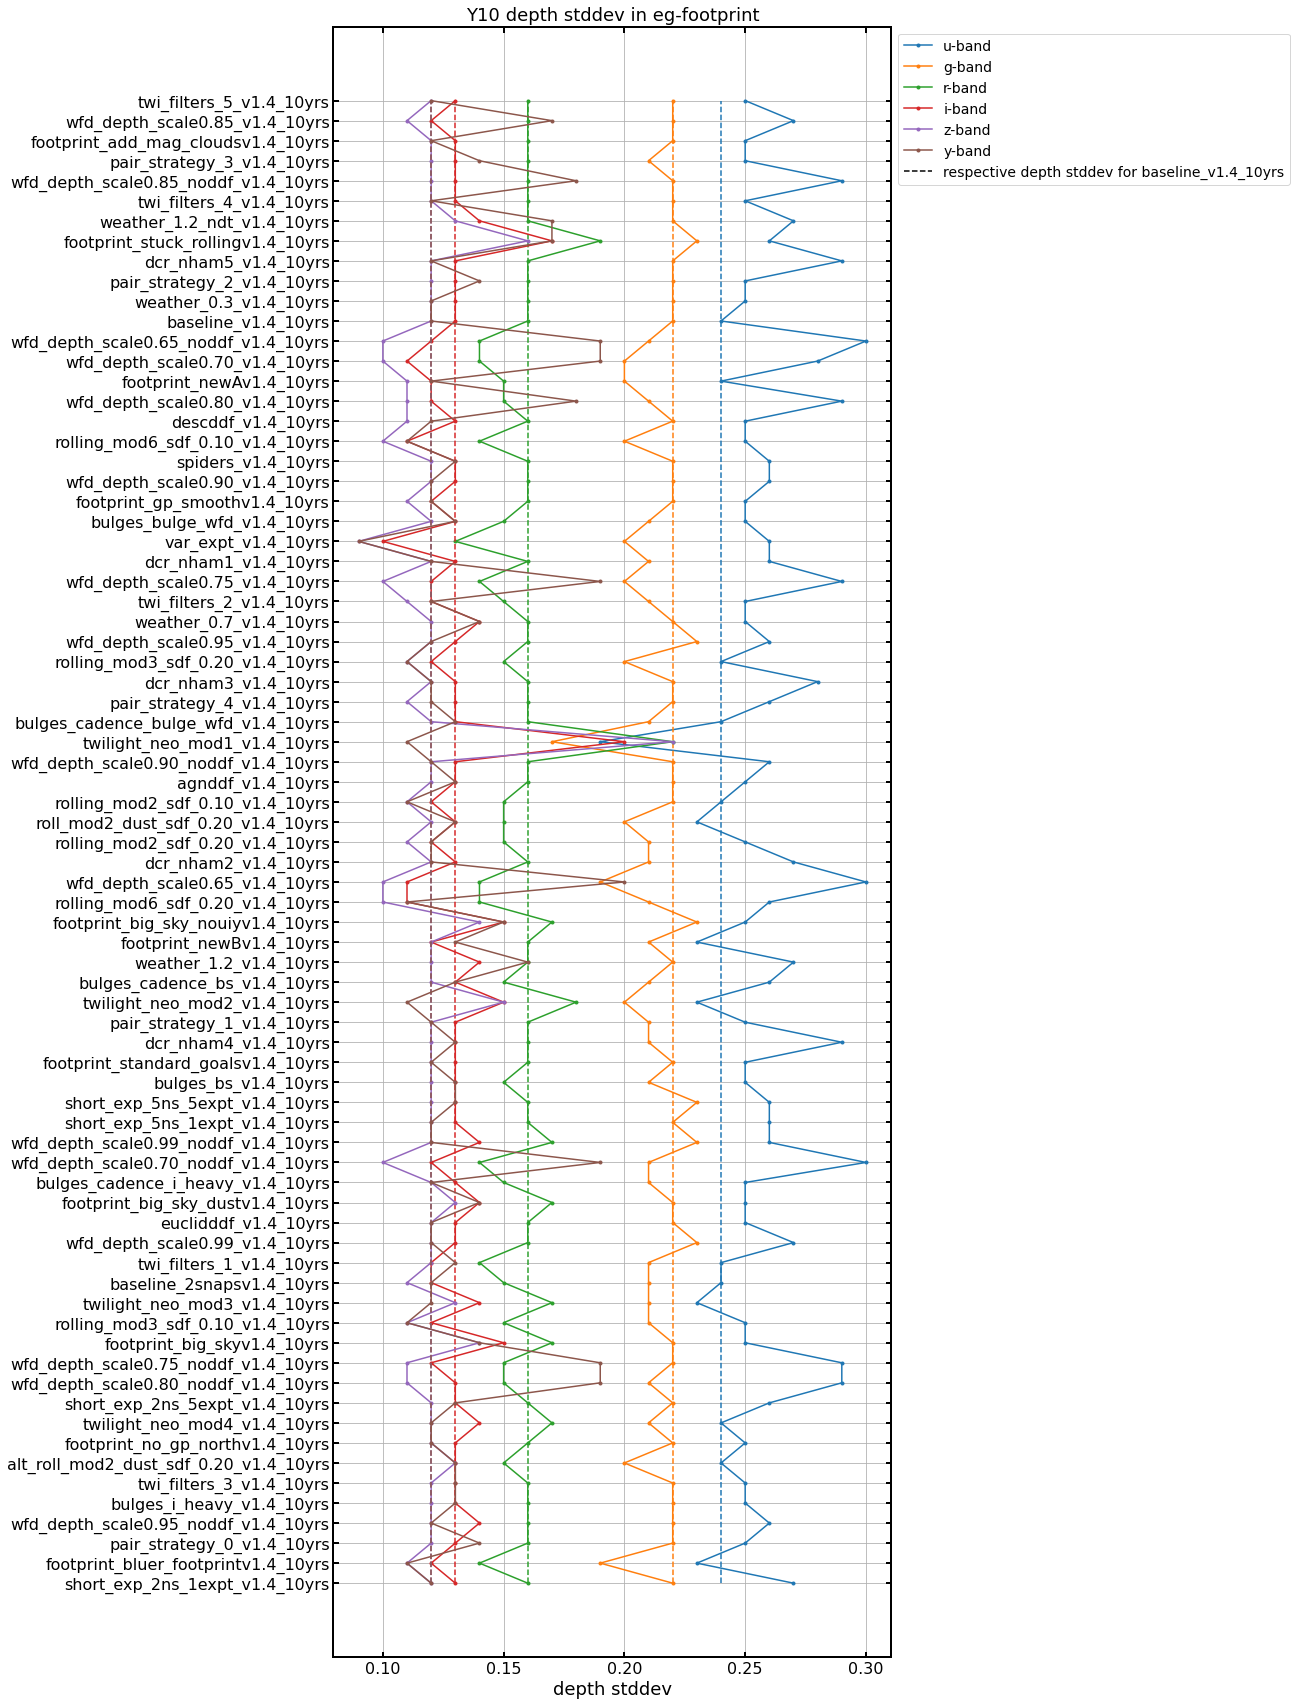 Y10 depth stddev in eg-footprint
u-band
g-band
r-band
i-band
z-band
y-band
respective depth stddev for baseline_v1.4_10yrs
twi_filters_5_v1.4_10yrs
wfd_depth_scale0.85_v1.4_10yrs
footprint_add_mag_cloudsv1.4_10yrs
pair_strategy_3_v1.4_10yrs
wfd_depth_scale0.85_noddf_v1.4_10yrs
twi_filters_4_v1.4_10yrs
weather_1.2_ndt_v1.4_10yrs
footprint_stuck_rollingv1.4_10yrs
dcr_nham5_v1.4_10yrs
pair_strategy_2_v1.4_10yrs
weather_0.3_v1.4_10yrs
baseline_v1.4_10yrs
wfd_depth_scale0.65_noddf_v1.4_10yrs
wfd_depth_scale0.70_v1.4_10yrs
footprint_newAv1.4_10yrs
wfd_depth_scale0.80_v1.4_10yrs
descddf_v1.4_10yrs
rolling_mod6_sdf_0.10_v1.4_10yrs
spiders_v1.4_10yrs
wfd_depth_scale0.90_v1.4_10yrs
footprint_gp_smoothv1.4_10yrs
bulges_bulge_wfd_v1.4_10yrs
var_expt_v1.4_10yrs
dcr_nham1_v1.4_10yrs
wfd_depth_scale0.75_v1.4_10yrs
twi_filters_2_v1.4_10yrs
weather_0.7_v1.4_10yrs
wfd_depth_scale0.95_v1.4_10yrs
rolling_mod3_sdf_0.20_v1.4_10yrs
dcr_nham3_v1.4_10yrs
pair_strategy_4_v1.4_10yrs
bulges_cadence_bulge_wfd_v1.4_10yrs
twilight_neo_mod1_v1.4_10yrs
wfd_depth_scale0.90_noddf_v1.4_10yrs
agnddf_v1.4_10yrs
rolling_mod2_sdf_0.10_v1.4_10yrs
roll_mod2_dust_sdf_0.20_v1.4_10yrs
rolling_mod2_sdf_0.20_v1.4_10yrs
dcr_nham2_v1.4_10yrs
wfd_depth_scale0.65_v1.4_10yrs
rolling_mod6_sdf_0.20_v1.4_10yrs
footprint_big_sky_nouiyv1.4_10yrs
footprint_newBv1.4_10yrs
weather_1.2_v1.4_10yrs
bulges_cadence_bs_v1.4_10yrs
twilight_neo_mod2_v1.4_10yrs
pair_strategy_1_v1.4_10yrs
dcr_nham4_v1.4_10yrs
footprint_standard_goalsv1.4_10yrs
bulges_bs_v1.4_10yrs
short_exp_5ns_5expt_v1.4_10yrs
short_exp_5ns_1expt_v1.4_10yrs
wfd_depth_scale0.99_noddf_v1.4_10yrs
wfd_depth_scale0.70_noddf_v1.4_10yrs
bulges_cadence_i_heavy_v1.4_10yrs
footprint_big_sky_dustv1.4_10yrs
euclidddf_v1.4_10yrs
wfd_depth_scale0.99_v1.4_10yrs
twi_filters_1_v1.4_10yrs
baseline_2snapsv1.4_10yrs
twilight_neo_mod3_v1.4_10yrs
rolling_mod3_sdf_0.10_v1.4_10yrs
footprint_big_skyv1.4_10yrs
wfd_depth_scale0.75_noddf_v1.4_10yrs
wfd_depth_scale0.80_noddf_v1.4_10yrs
short_exp_2ns_5expt_v1.4_10yrs
twilight_neo_mod4_v1.4_10yrs
footprint_no_gp_northv1.4_10yrs
alt_roll_mod2_dust_sdf_0.20_v1.4_10yrs
twi_filters_3_v1.4_10yrs
bulges_i_heavy_v1.4_10yrs
wfd_depth_scale0.95_noddf_v1.4_10yrs
pair_strategy_0_v1.4_10yrs
footprint_bluer_footprintv1.4_10yrs
short_exp_2ns_1expt_v1.4_10yrs
0.10 0.15 0.20 0.25 0.30
depth stddev